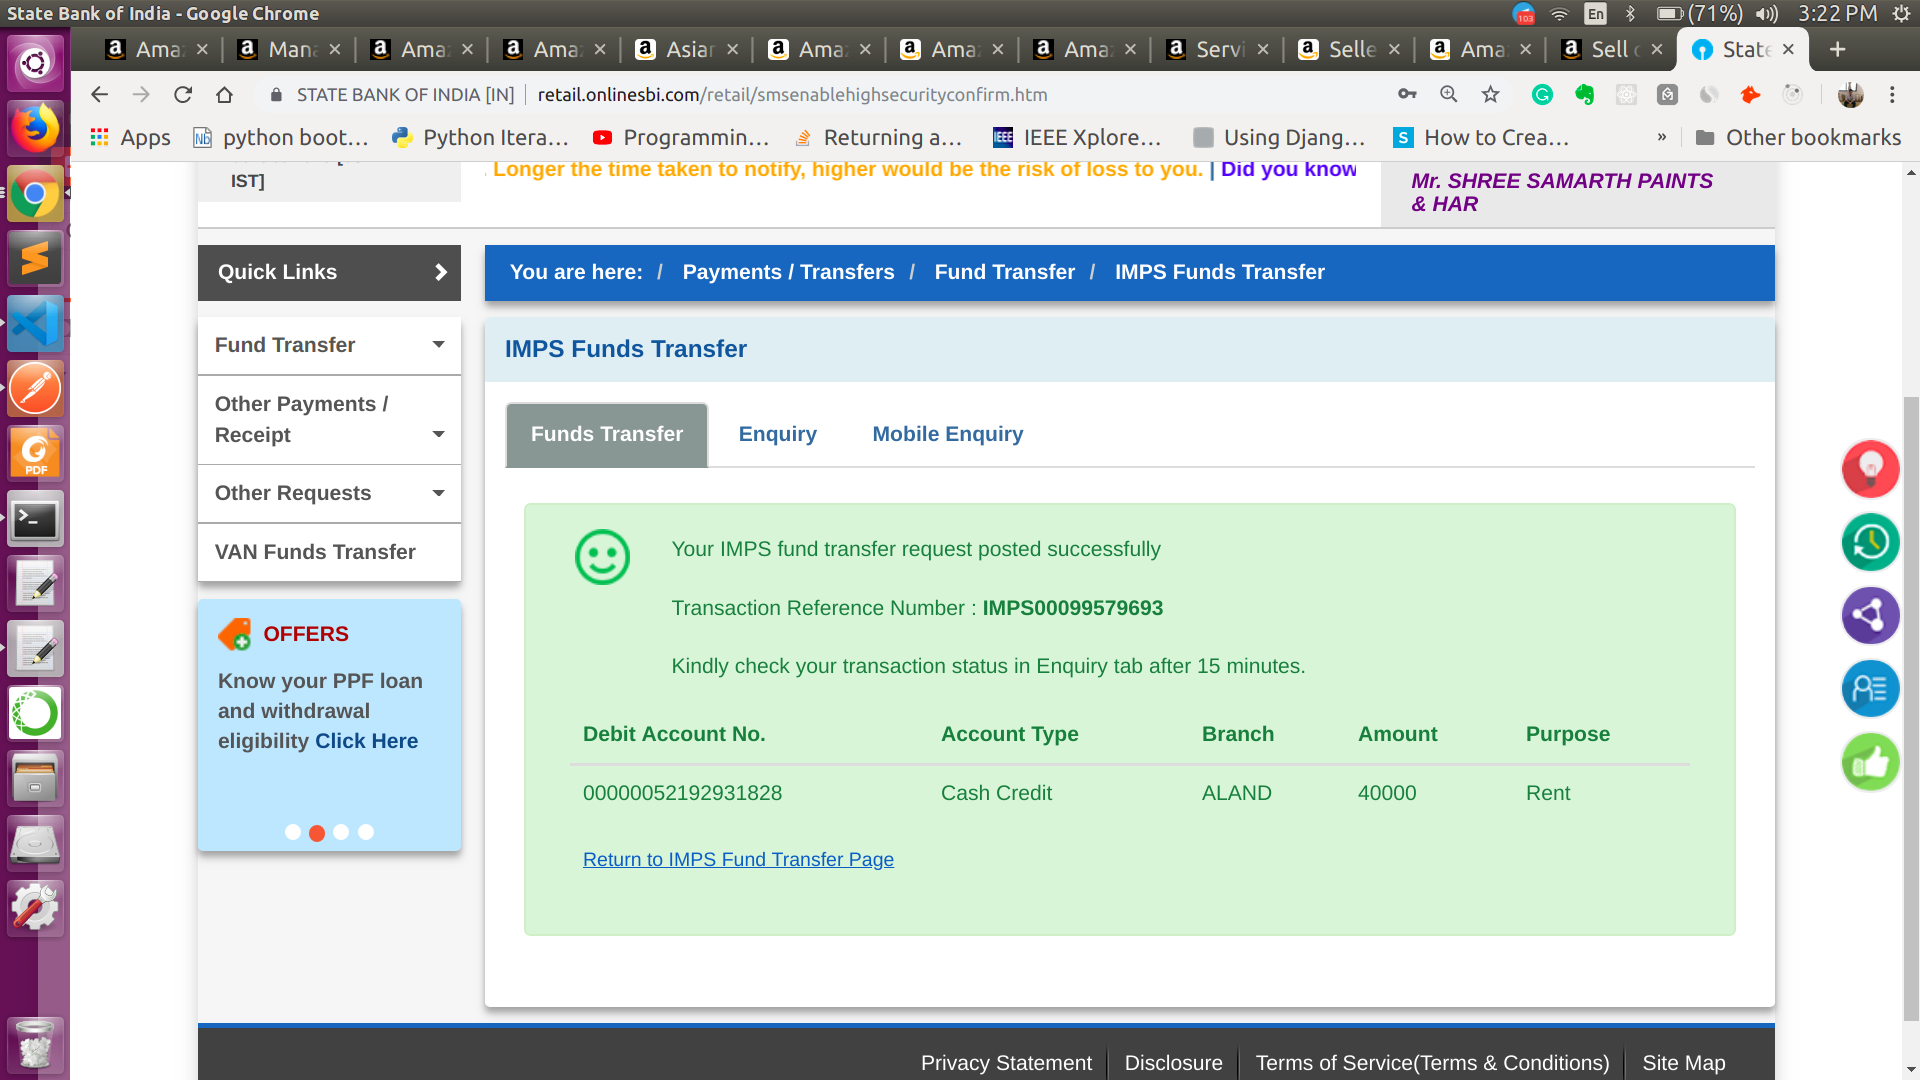 State Bank of India - Google Chrome
103
En
(71%)
3:22 PM
Ama
Mana
Ama
Ama
Asian
Ama
Ama
Ama
Servi
Selle
Ama
Sell
State
STATE BANK OF INDIA [IN]
retail.onlinesbi.com/retail/smsenablehighsecurityconfirm.htm
Apps
python boot...
Python Itera...
Programmin...
Returning a...
IEEE Xplore...
Using Djang...
How to Crea...
»
Other bookmarks
IST]
. Longer the time taken to notify, higher would be the risk of loss to you. | Did you know
Mr. SHREE SAMARTH PAINTS
& HAR
Quick Links
You are here: / Payments / Transfers / Fund Transfer / IMPS Funds Transfer
Fund Transfer
Other Payments /
Receipt
Other Requests
VAN Funds Transfer
IMPS Funds Transfer
Funds Transfer
Enquiry
Mobile Enquiry
Your IMPS fund transfer request posted successfully
Transaction Reference Number : IMPS00099579693
Kindly check your transaction status in Enquiry tab after 15 minutes.
Debit Account No. Account Type Branch Amount Purpose
00000052192931828 Cash Credit ALAND 40000 Rent
Return to IMPS Fund Transfer Page
OFFERS
Know your PPF loan
and withdrawal
eligibility Click Here
PDF
Privacy Statement
Disclosure
Terms of Service(Terms & Conditions)
Site Map